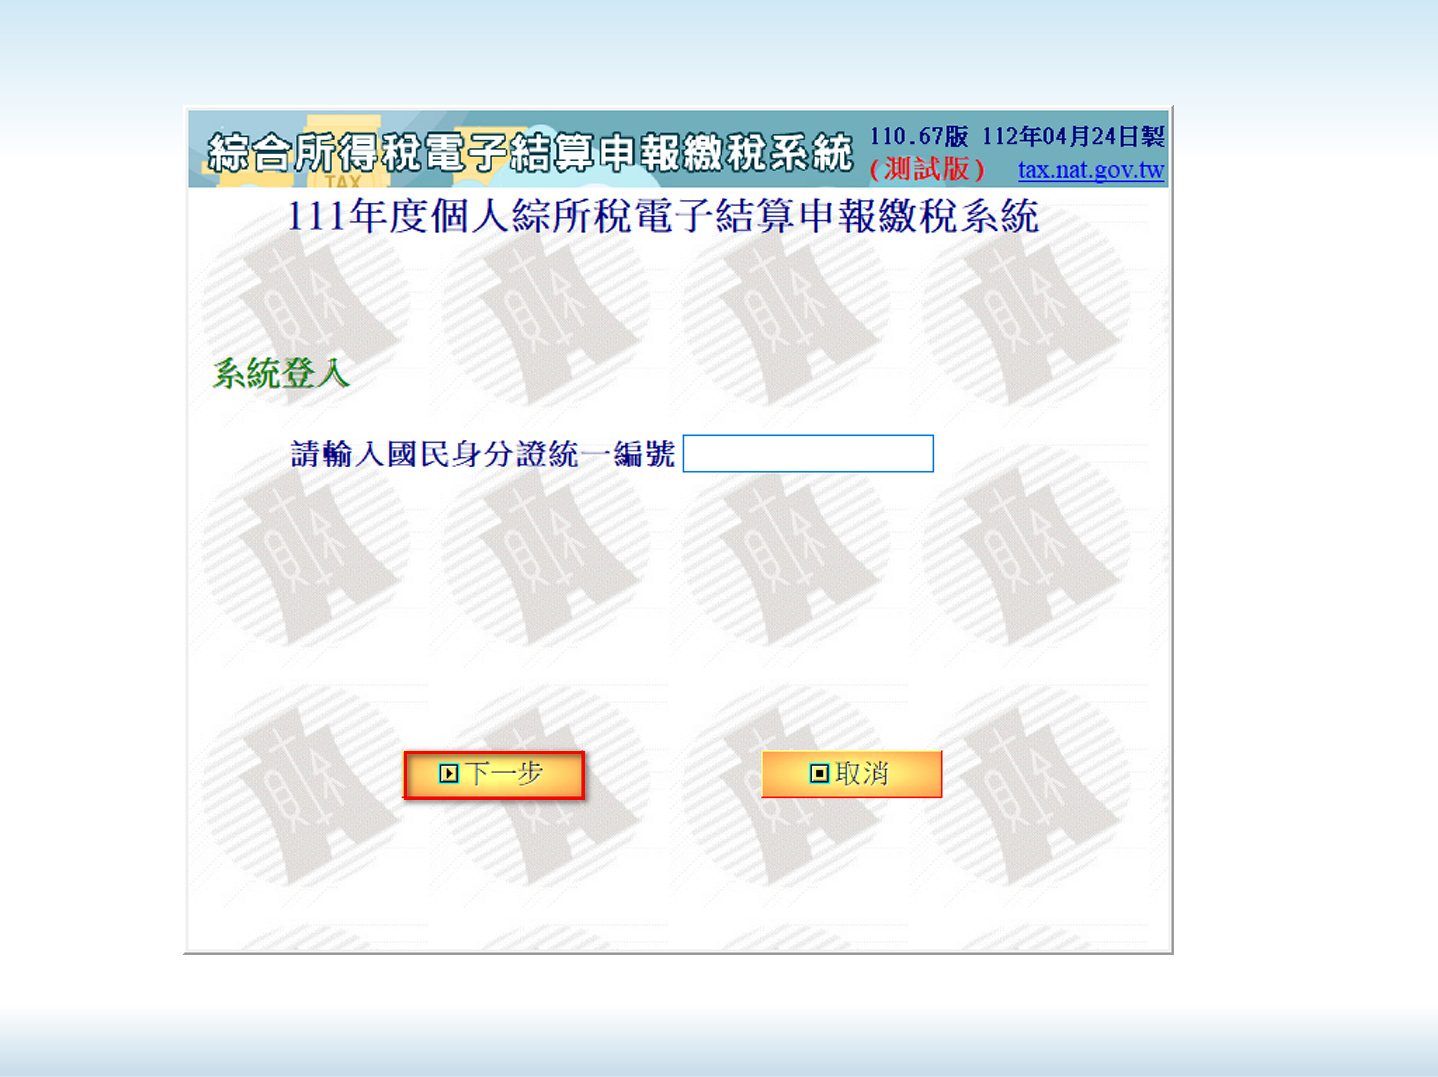 綜合所得稅電子結算申報繳稅系統
110.67版 112年04月24日製
(測試版) tax.nat.gov.tw
TAX
111年度個人綜所稅電子結算申報繳稅系統
系統登入
請輸入國民身分證統一編號
下一步
取消